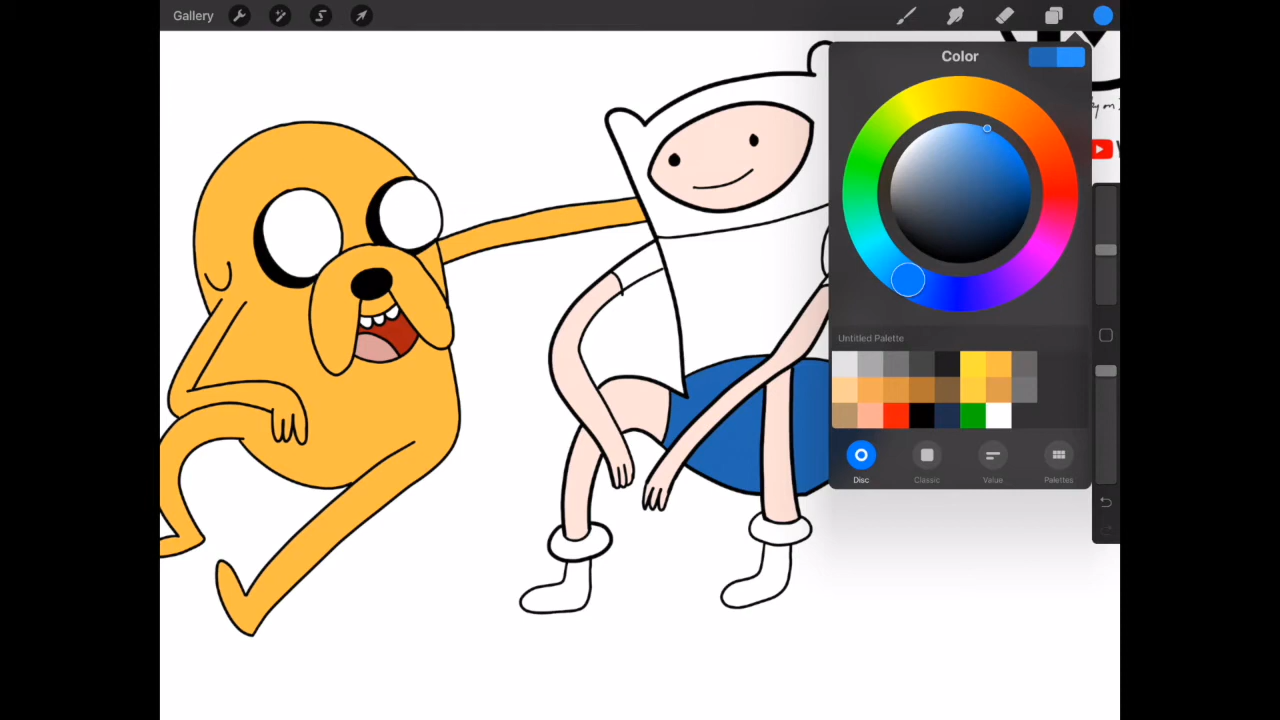 Gallery
Color
Untitled Palette
Disc
Classic
Value
Palettes